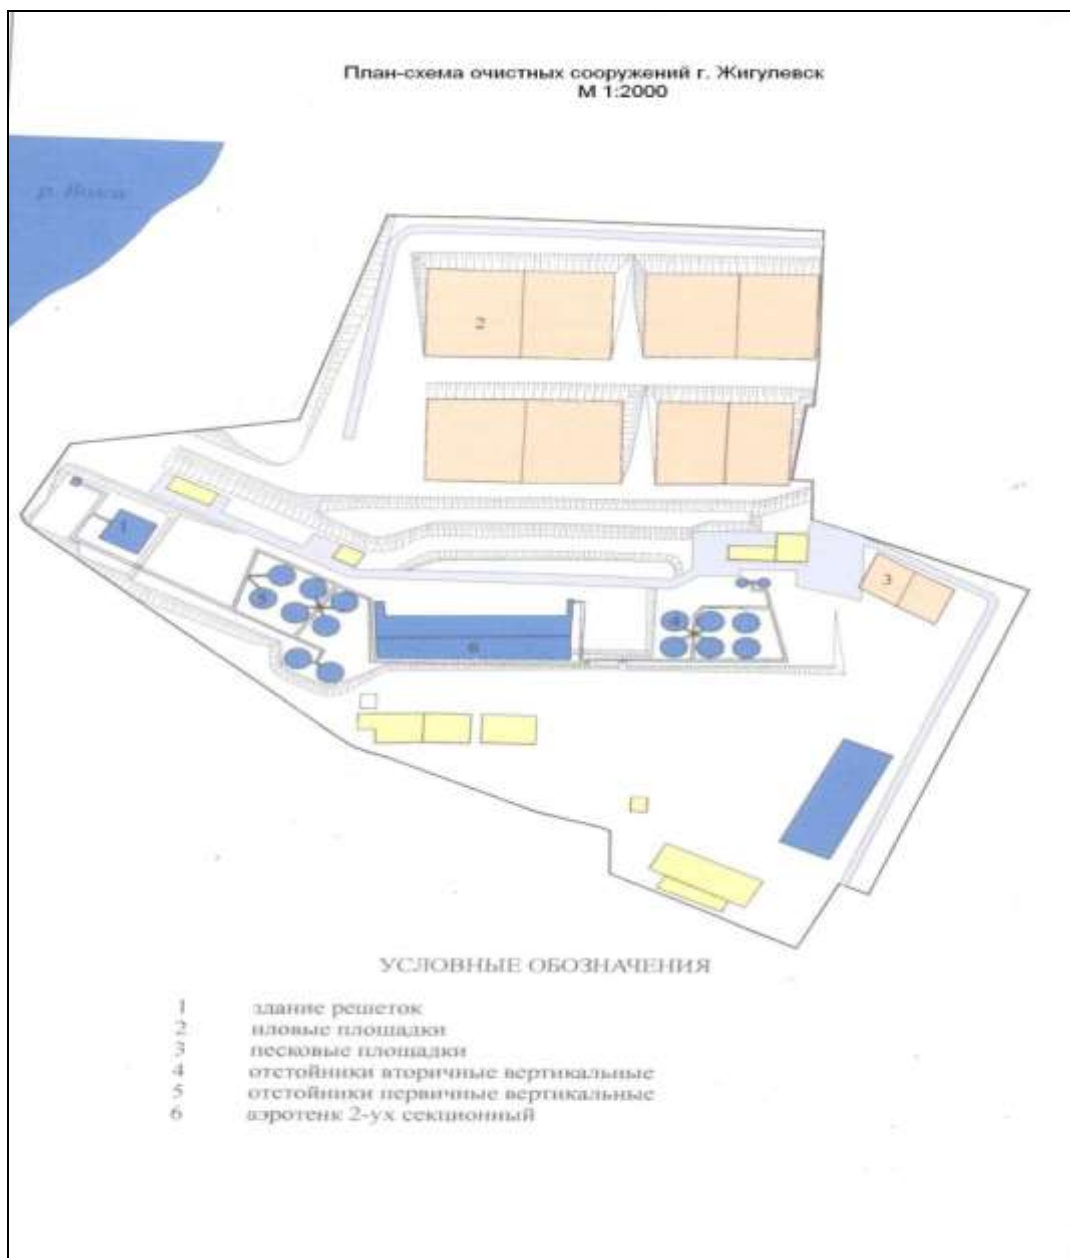 План-схема очистных сооружений г. Жигулевск
М 1:2000
р. Волга
2
1
3
5
4
6
УСЛОВНЫЕ ОБОЗНАЧЕНИЯ
1 здание решеток
2 иловые площадки
3 песковые площадки
4 отстойники вторичные вертикальные
5 отстойники первичные вертикальные
6 аэротенк 2-ух секционный